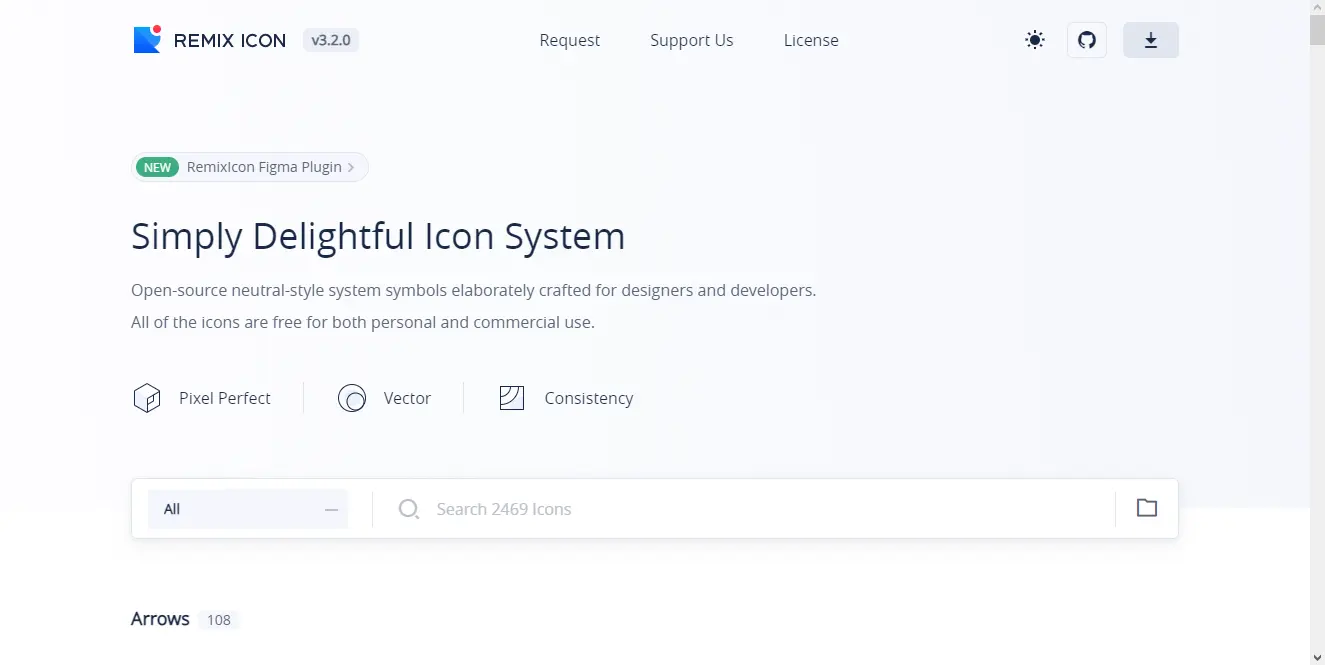 REMIX ICON v3.2.0 Request Support Us License
NEW RemixIcon Figma Plugin
Simply Delightful Icon System
Open-source neutral-style system symbols elaborately crafted for designers and developers.
All of the icons are free for both personal and commercial use.
Pixel Perfect Vector Consistency
All Search 2469 Icons
Arrows 108